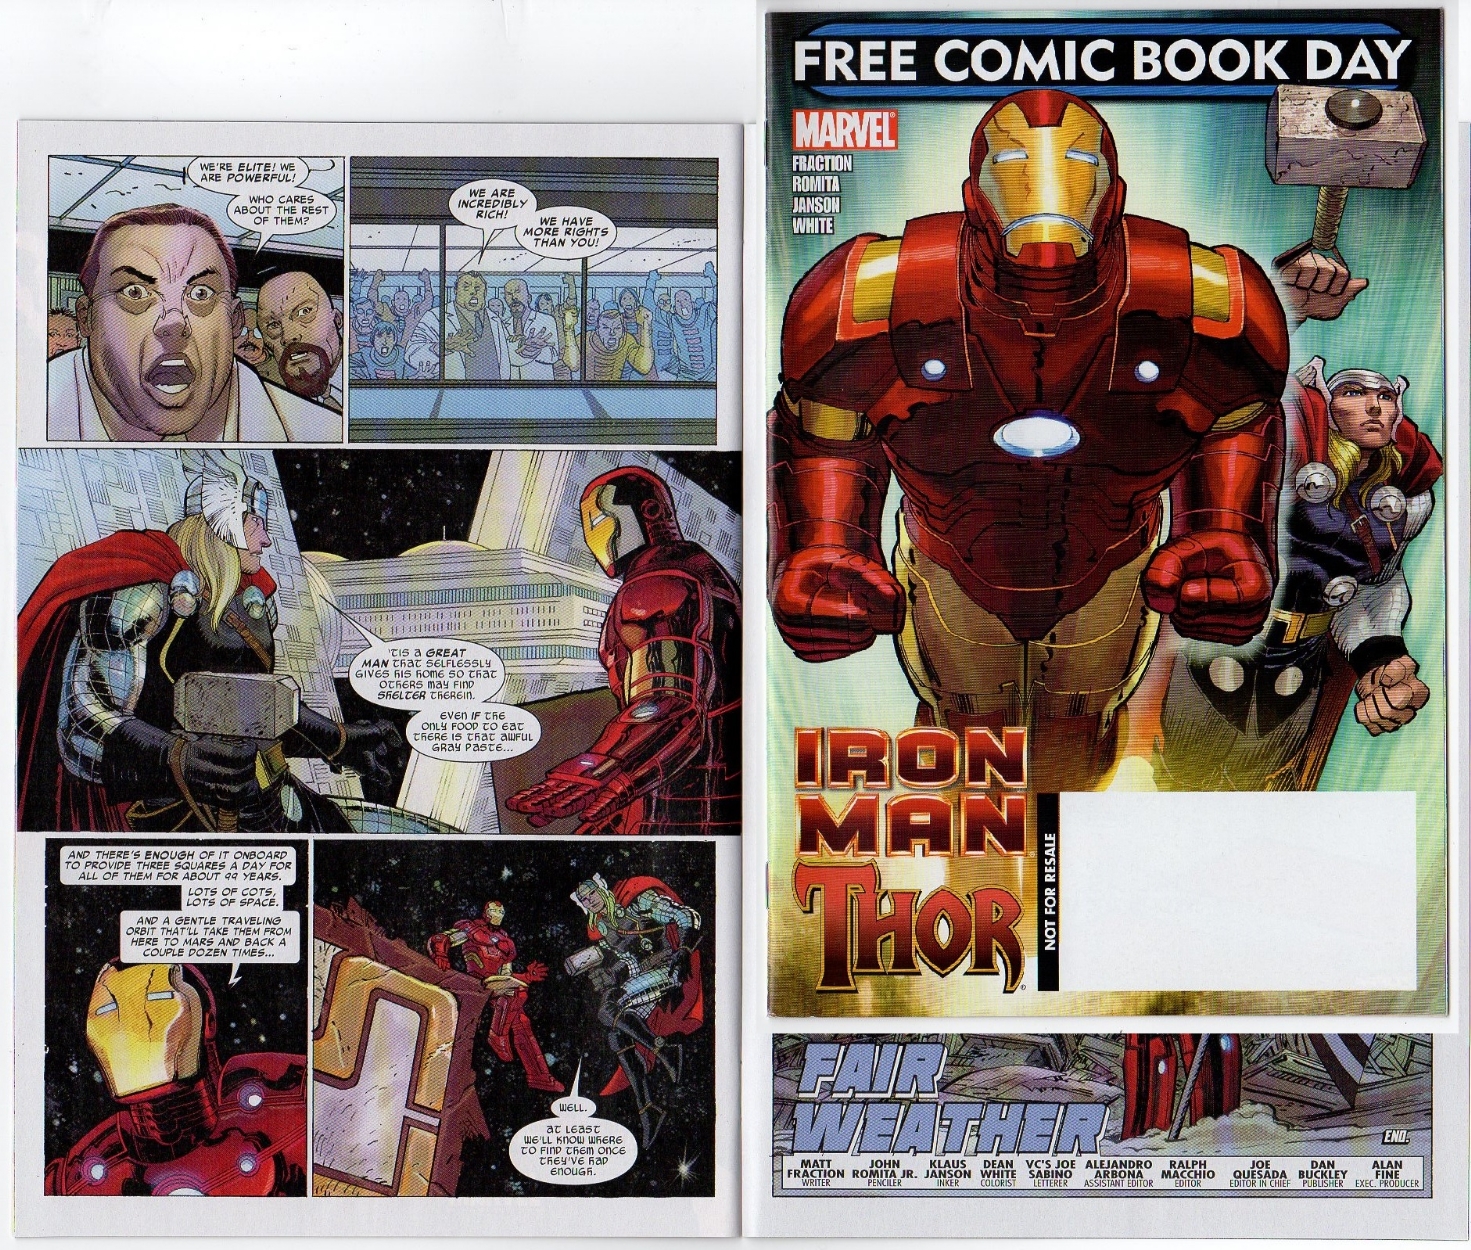 WE'RE ELITE! WE
ARE POWERFUL!
WHO CARES
ABOUT THE REST
OF THEM?
WE ARE
INCREDIBLY
RICH!
WE HAVE
MORE RIGHTS
THAN YOU!
'TIS A GREAT
MAN THAT SELFLESSLY
GIVES HIS HOME SO THAT
OTHERS MAY FIND
SHELTER THEREIN.
EVEN IF THE
ONLY FOOD TO EAT
THERE IS THAT AWFUL
GRAY PASTE...
AND THERE'S ENOUGH OF IT ONBOARD
TO PROVIDE THREE SQUARES A DAY FOR
ALL OF THEM FOR ABOUT 99 YEARS.
LOTS OF COTS,
LOTS OF SPACE.
AND A GENTLE TRAVELING
ORBIT THAT'LL TAKE THEM FROM
HERE TO MARS AND BACK A
COUPLE DOZEN TIMES...
WELL.
AT LEAST
WE'LL KNOW WHERE
TO FIND THEM ONCE
THEY'VE HAD
ENOUGH.
FREE COMIC BOOK DAY
MARVEL®
FRACTION
ROMITA
JANSON
WHITE
IRON
MAN
THOR®
NOT FOR RESALE
FAIR
WEATHER
END.
MATT
FRACTION
WRITER
JOHN
ROMITA JR.
PENCILER
KLAUS
JANSON
INKER
DEAN
WHITE
COLORIST
VC'S JOE
SABINO
LETTERER
ALEJANDRO
ARBONA
ASSISTANT EDITOR
RALPH
MACCHIO
EDITOR
JOE
QUESADA
EDITOR IN CHIEF
DAN
BUCKLEY
PUBLISHER
ALAN
FINE
EXEC. PRODUCER